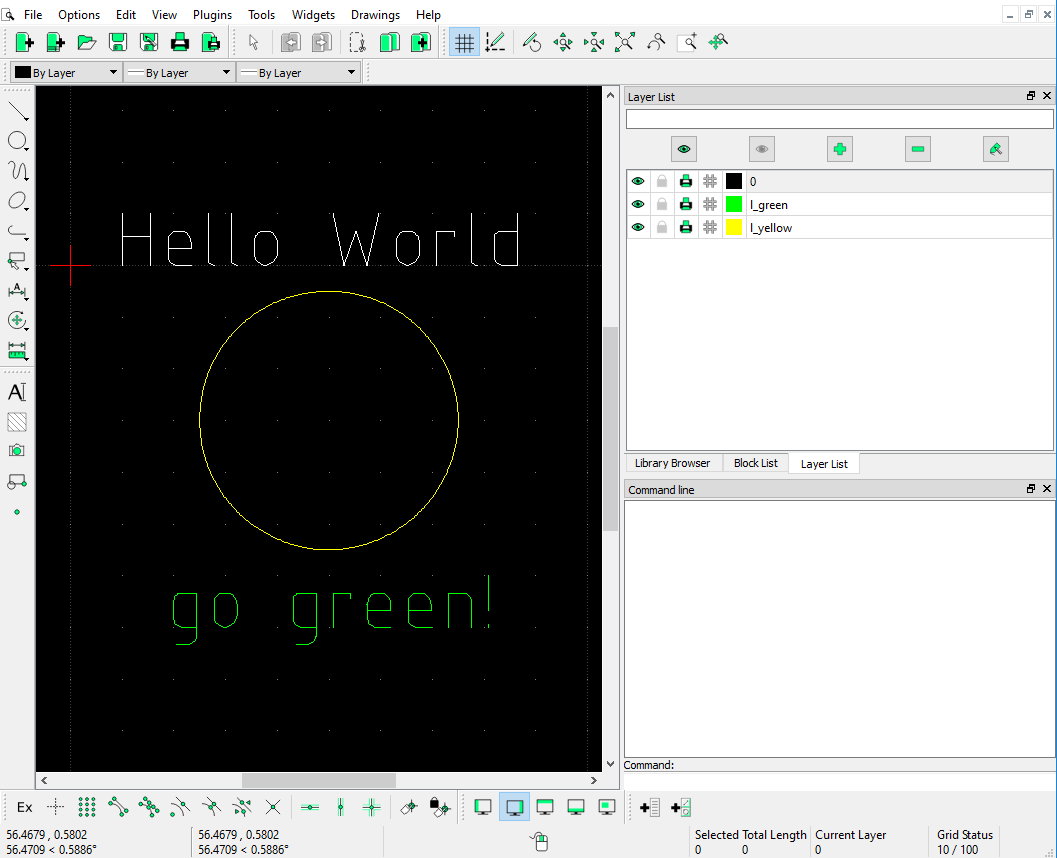 File Options Edit View Plugins Tools Widgets Drawings Help
By Layer By Layer By Layer
Layer List
0
l_green
l_yellow
Hello World
go green!
Library Browser Block List Layer List
Command line
Command:
A
A
Ex
56.4679 , 0.5802 56.4679 , 0.5802 Selected Total Length Current Layer Grid Status
56.4709 < 0.5886° 56.4709 < 0.5886° 0 0 0 10 / 100